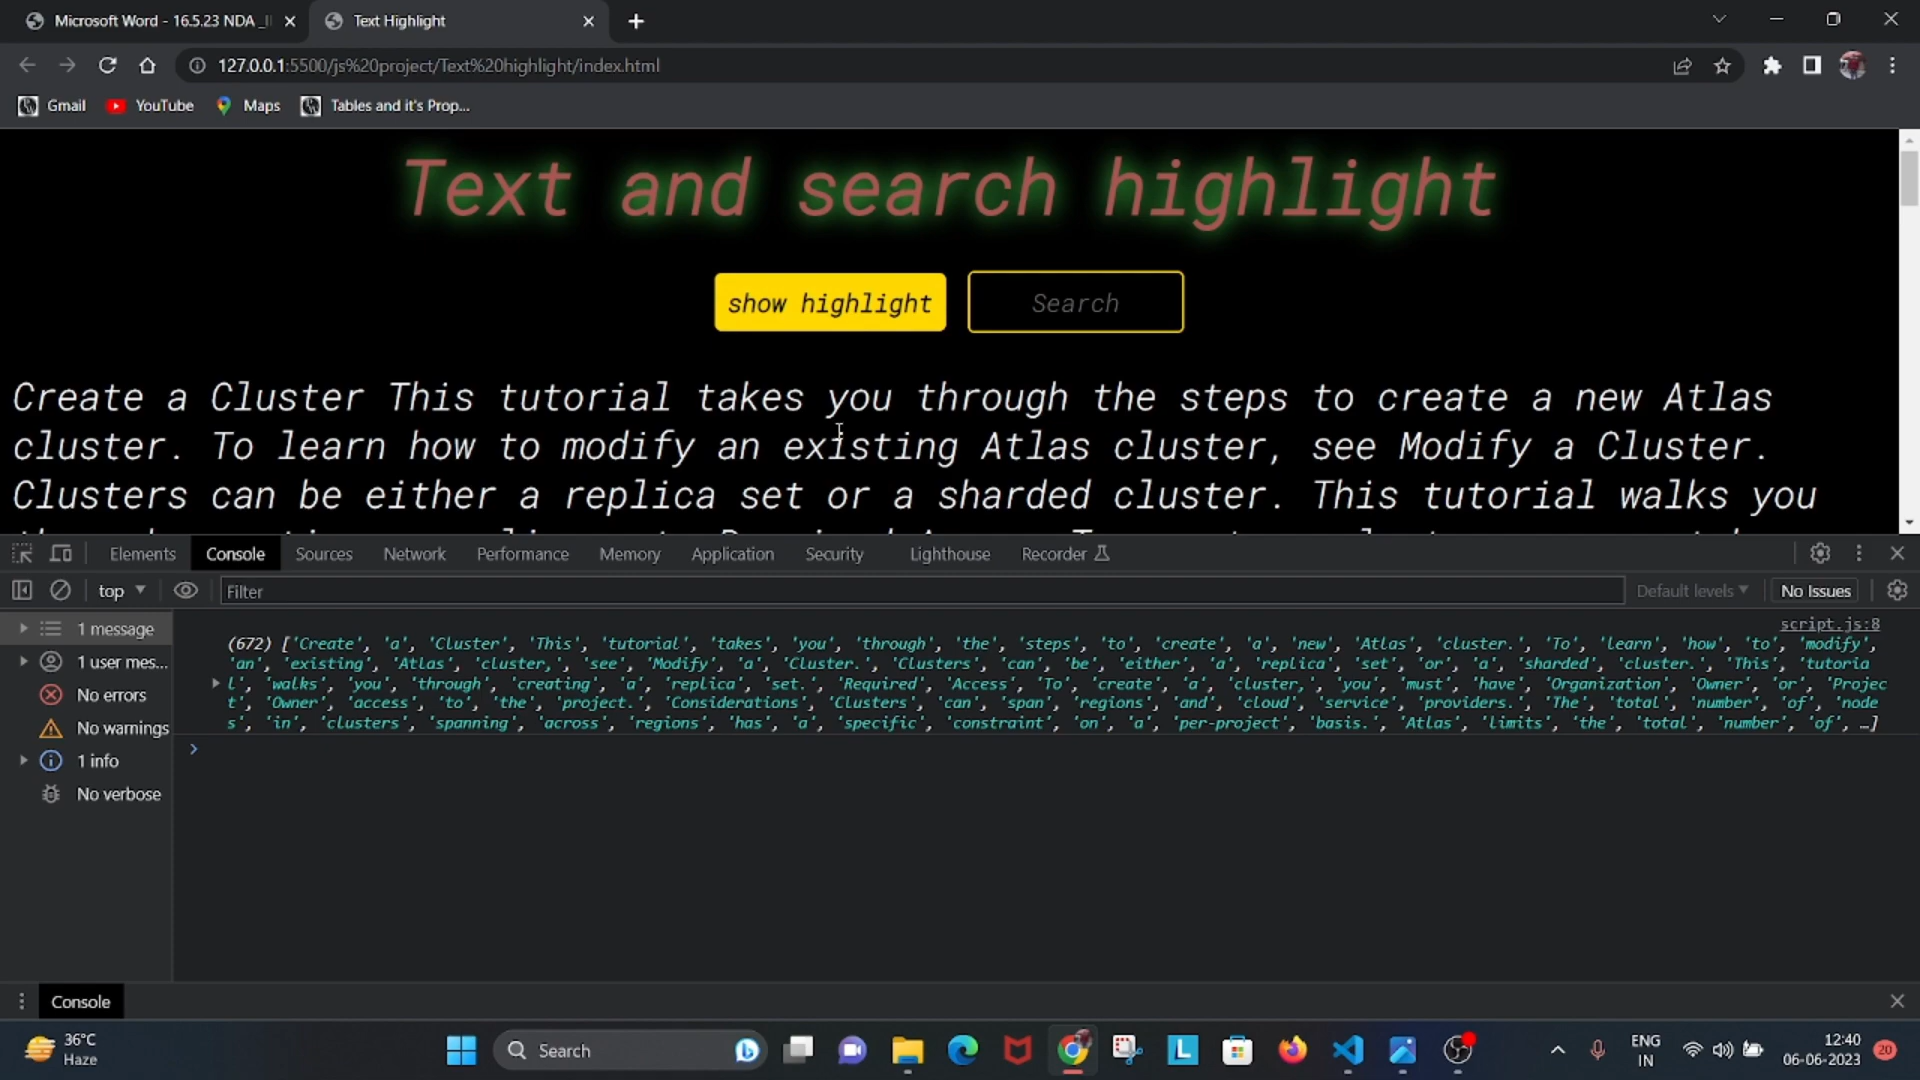 Microsoft Word - 16.5.23 NDA _I
Text Highlight
127.0.0.1:5500/js%20project/Text%20highlight/index.html
Gmail YouTube Maps Tables and it's Prop...
Text and search highlight
show highlight Search
Create a Cluster This tutorial takes you through the steps to create a new Atlas
cluster. To learn how to modify an existing Atlas cluster, see Modify a Cluster.
Clusters can be either a replica set or a sharded cluster. This tutorial walks you
Elements Console Sources Network Performance Memory Application Security Lighthouse Recorder
top Filter Default levels No Issues
1 message
1 user mes...
No errors
No warnings
1 info
No verbose
script.js:8
(672) ['Create', 'a', 'Cluster', 'This', 'tutorial', 'takes', 'you', 'through', 'the', 'steps', 'to', 'create', 'a', 'new', 'Atlas', 'cluster.', 'To', 'learn', 'how', 'to', 'modify',
'an', 'existing', 'Atlas', 'cluster,', 'see', 'Modify', 'a', 'Cluster.', 'Clusters', 'can', 'be', 'either', 'a', 'replica', 'set', 'or', 'a', 'sharded', 'cluster.', 'This', 'tutoria
l', 'walks', 'you', 'through', 'creating', 'a', 'replica', 'set.', 'Required', 'Access', 'To', 'create', 'a', 'cluster,', 'you', 'must', 'have', 'Organization', 'Owner', 'or', 'Projec
t', 'Owner', 'access', 'to', 'the', 'project.', 'Considerations', 'Clusters', 'can', 'span', 'regions', 'and', 'cloud', 'service', 'providers.', 'The', 'total', 'number', 'of', 'node
s', 'in', 'clusters', 'spanning', 'across', 'regions', 'has', 'a', 'specific', 'constraint', 'on', 'a', 'per-project', 'basis.', 'Atlas', 'limits', 'the', 'total', 'number', 'of', …]
Console
36°C
Haze
Search
ENG
IN
12:40
06-06-2023
20